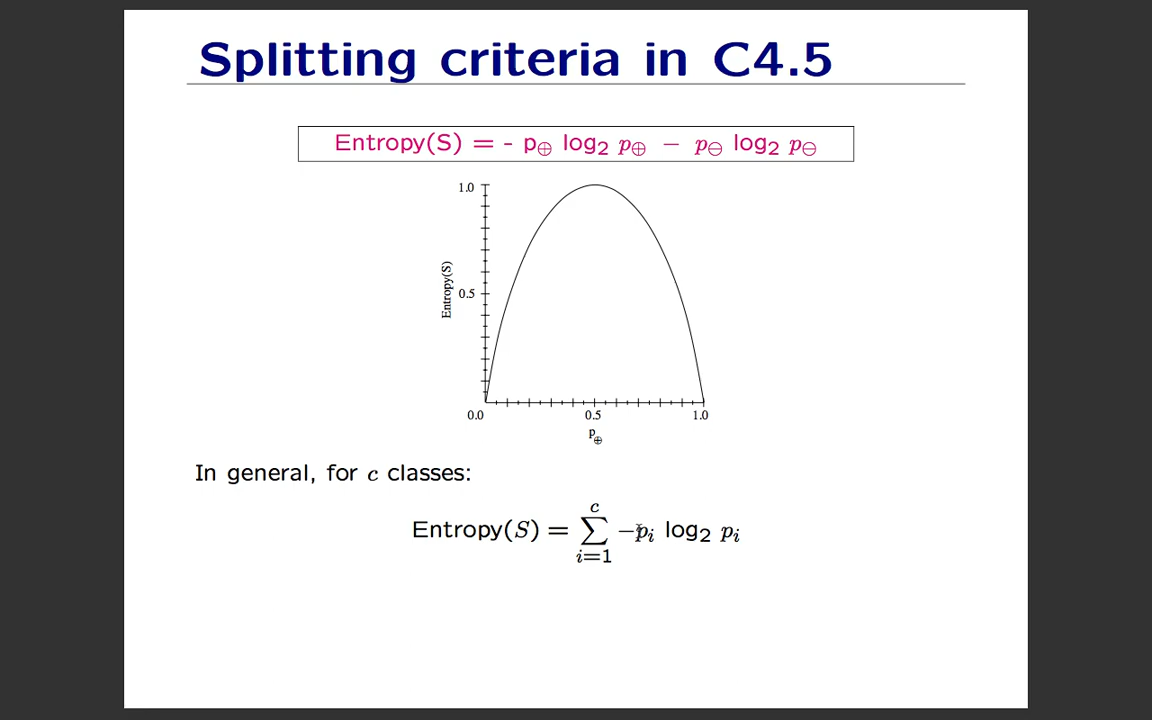 Splitting criteria in C4.5
Entropy(S) = - p⊕ log₂ p⊕ − p⊖ log₂ p⊖
1.0
Entropy(S)
0.5
0.0 0.5 1.0
p⊕
In general, for c classes:
c
Entropy(S) = ∑ −pᵢ log₂ pᵢ
i=1